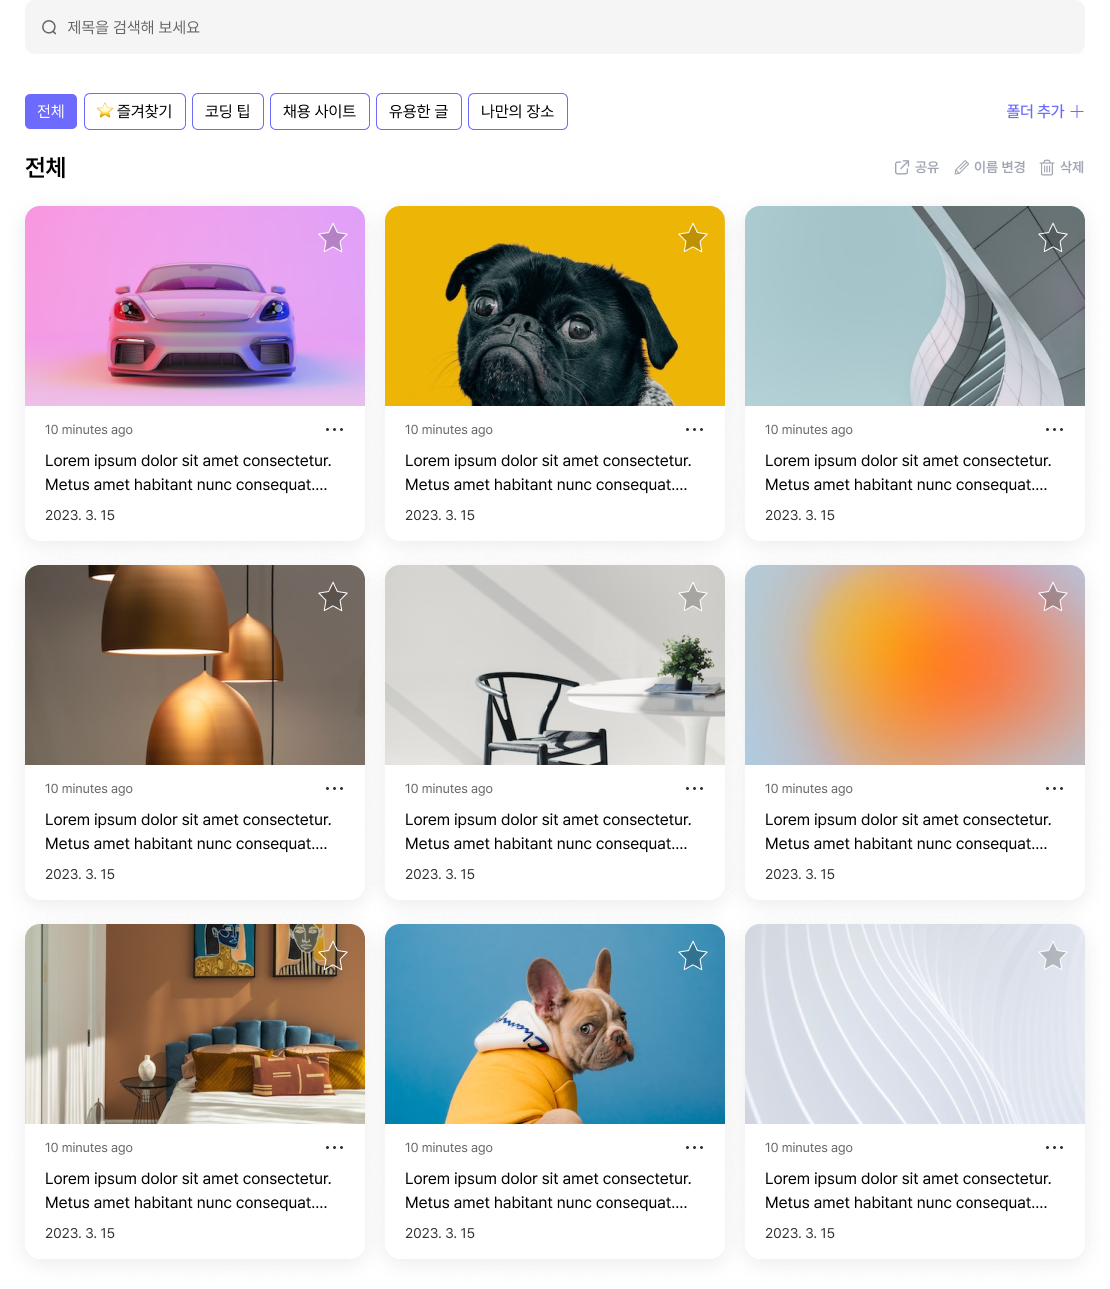 제목을 검색해 보세요
전체 ⭐ 즐겨찾기 코딩 팁 채용 사이트 유용한 글 나만의 장소 폴더 추가 +
전체 공유 이름 변경 삭제
10 minutes ago ··· 10 minutes ago ··· 10 minutes ago ···
Lorem ipsum dolor sit amet consectetur. Lorem ipsum dolor sit amet consectetur. Lorem ipsum dolor sit amet consectetur.
Metus amet habitant nunc consequat.... Metus amet habitant nunc consequat.... Metus amet habitant nunc consequat....
2023. 3. 15 2023. 3. 15 2023. 3. 15
10 minutes ago ··· 10 minutes ago ··· 10 minutes ago ···
Lorem ipsum dolor sit amet consectetur. Lorem ipsum dolor sit amet consectetur. Lorem ipsum dolor sit amet consectetur.
Metus amet habitant nunc consequat.... Metus amet habitant nunc consequat.... Metus amet habitant nunc consequat....
2023. 3. 15 2023. 3. 15 2023. 3. 15
10 minutes ago ··· 10 minutes ago ··· 10 minutes ago ···
Lorem ipsum dolor sit amet consectetur. Lorem ipsum dolor sit amet consectetur. Lorem ipsum dolor sit amet consectetur.
Metus amet habitant nunc consequat.... Metus amet habitant nunc consequat.... Metus amet habitant nunc consequat....
2023. 3. 15 2023. 3. 15 2023. 3. 15